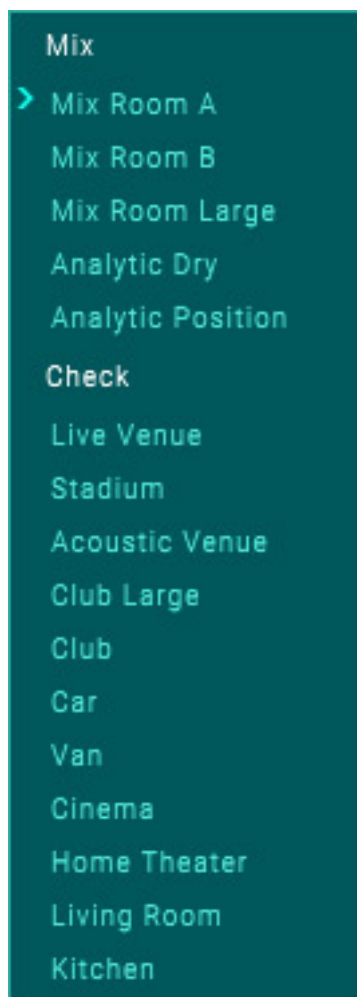 Mix
Mix Room A
Mix Room B
Mix Room Large
Analytic Dry
Analytic Position
Check
Live Venue
Stadium
Acoustic Venue
Club Large
Club
Car
Van
Cinema
Home Theater
Living Room
Kitchen